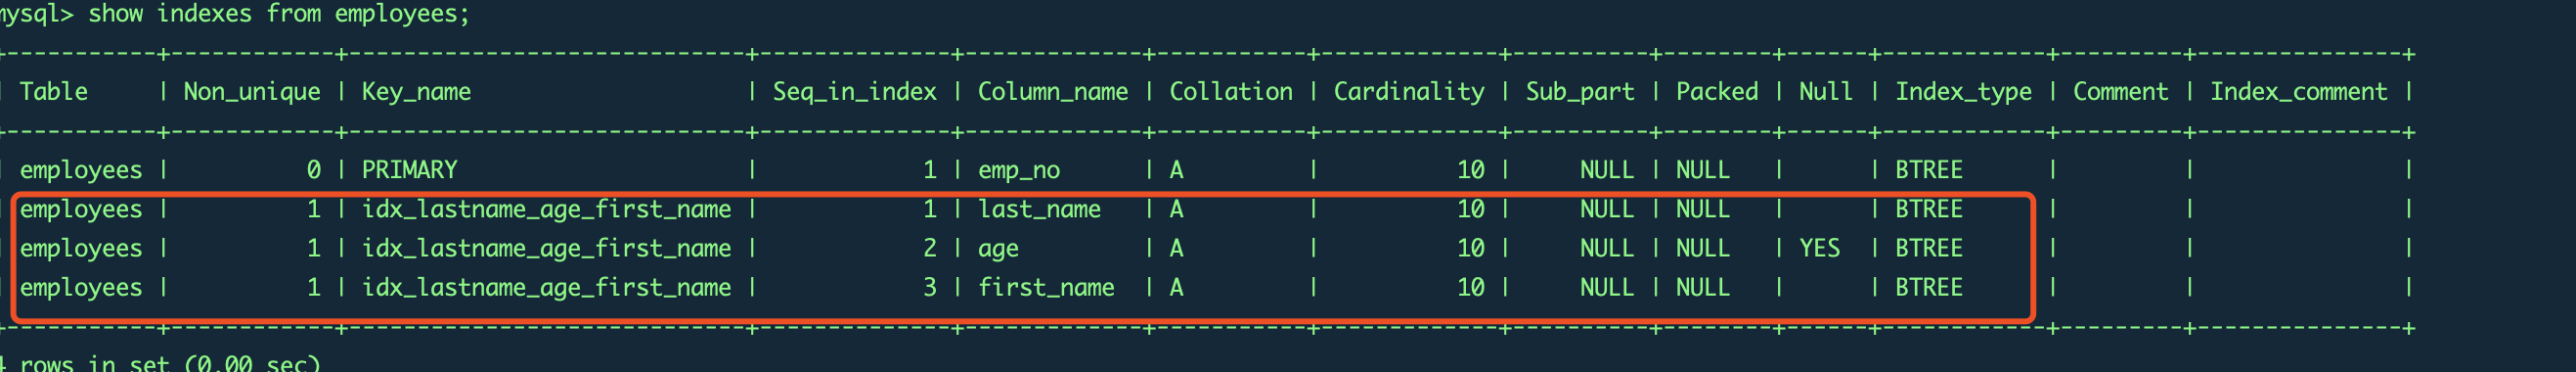 mysql> show indexes from employees;
+-----------+------------+-----------------------------+--------------+-------------+-----------+-------------+----------+--------+------+------------+---------+---------------+
| Table     | Non_unique | Key_name                    | Seq_in_index | Column_name | Collation | Cardinality | Sub_part | Packed | Null | Index_type | Comment | Index_comment |
+-----------+------------+-----------------------------+--------------+-------------+-----------+-------------+----------+--------+------+------------+---------+---------------+
| employees |          0 | PRIMARY                     |            1 | emp_no      | A         |          10 |     NULL | NULL   |      | BTREE      |         |               |
| employees |          1 | idx_lastname_age_first_name |            1 | last_name   | A         |          10 |     NULL | NULL   |      | BTREE      |         |               |
| employees |          1 | idx_lastname_age_first_name |            2 | age         | A         |          10 |     NULL | NULL   | YES  | BTREE      |         |               |
| employees |          1 | idx_lastname_age_first_name |            3 | first_name  | A         |          10 |     NULL | NULL   |      | BTREE      |         |               |
+-----------+------------+-----------------------------+--------------+-------------+-----------+-------------+----------+--------+------+------------+---------+---------------+
4 rows in set (0.00 sec)